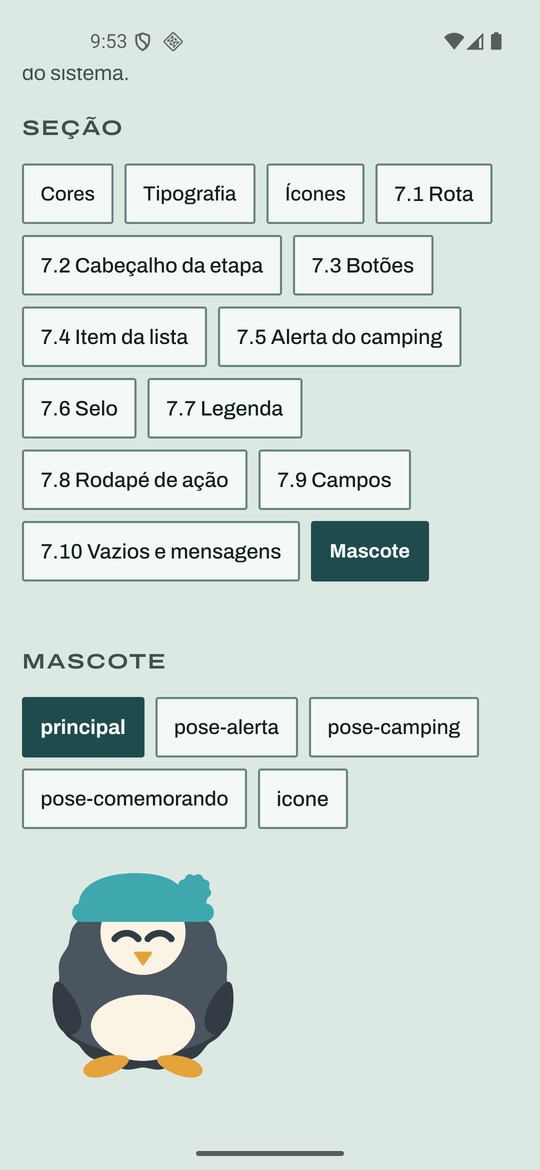 9:53
do sistema.
SEÇÃO
Cores Tipografia Ícones 7.1 Rota
7.2 Cabeçalho da etapa 7.3 Botões
7.4 Item da lista 7.5 Alerta do camping
7.6 Selo 7.7 Legenda
7.8 Rodapé de ação 7.9 Campos
7.10 Vazios e mensagens Mascote
MASCOTE
principal pose-alerta pose-camping
pose-comemorando icone